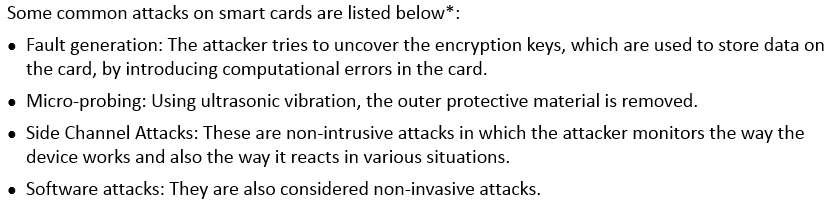 Some common attacks on smart cards are listed below*:
• Fault generation: The attacker tries to uncover the encryption keys, which are used to store data on
the card, by introducing computational errors in the card.
• Micro-probing: Using ultrasonic vibration, the outer protective material is removed.
• Side Channel Attacks: These are non-intrusive attacks in which the attacker monitors the way the
device works and also the way it reacts in various situations.
• Software attacks: They are also considered non-invasive attacks.